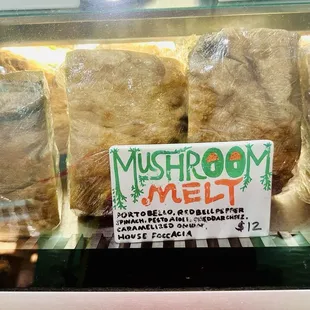 MUSHROOM
MELT
PORTOBELLO, RED BELL PEPPER
SPINACH, PESTO AIOLI, CHEDDAR CHEEZ,
CARAMELIZED ONION,
HOUSE FOCCACIA
$12